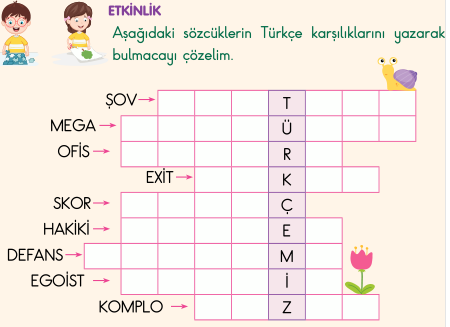 ETKİNLİK
Aşağıdaki sözcüklerin Türkçe karşılıklarını yazarak
bulmacayı çözelim.
ŞOV T
MEGA Ü
OFİS R
EXİT K
SKOR Ç
HAKİKİ E
DEFANS M
EGOİST İ
KOMPLO Z